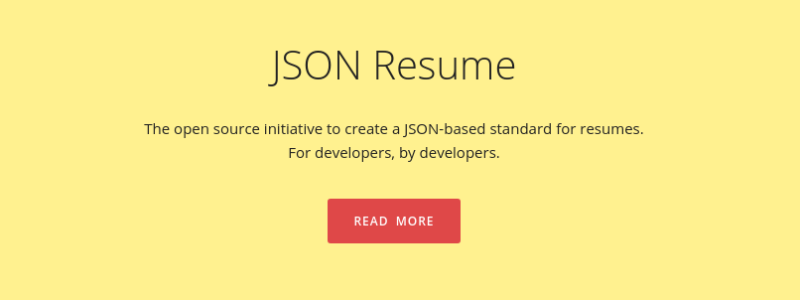 JSON Resume
The open source initiative to create a JSON-based standard for resumes.
For developers, by developers.
READ MORE